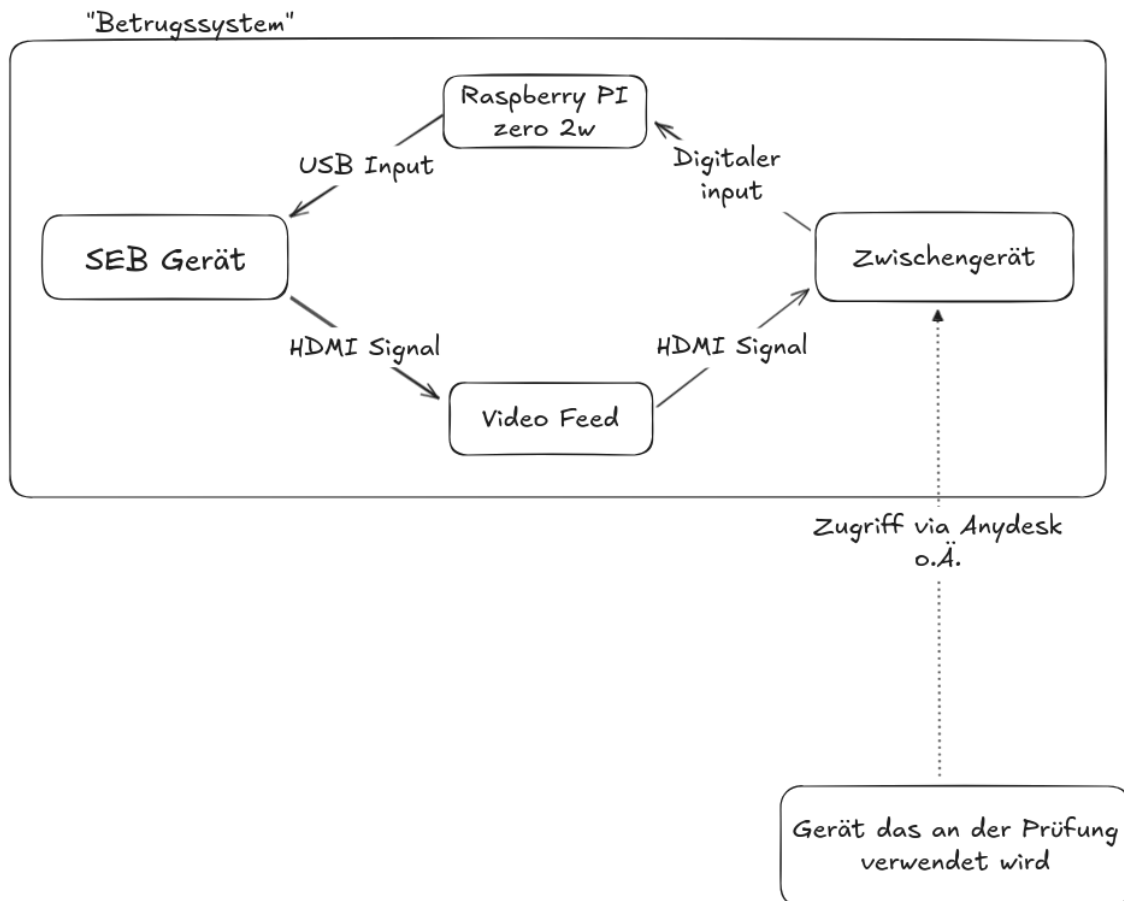 "Betrugssystem"
Raspberry PI
zero 2w
USB Input
Digitaler
input
SEB Gerät
Zwischengerät
HDMI Signal
HDMI Signal
Video Feed
Zugriff via Anydesk
o.Ä.
Gerät das an der Prüfung
verwendet wird